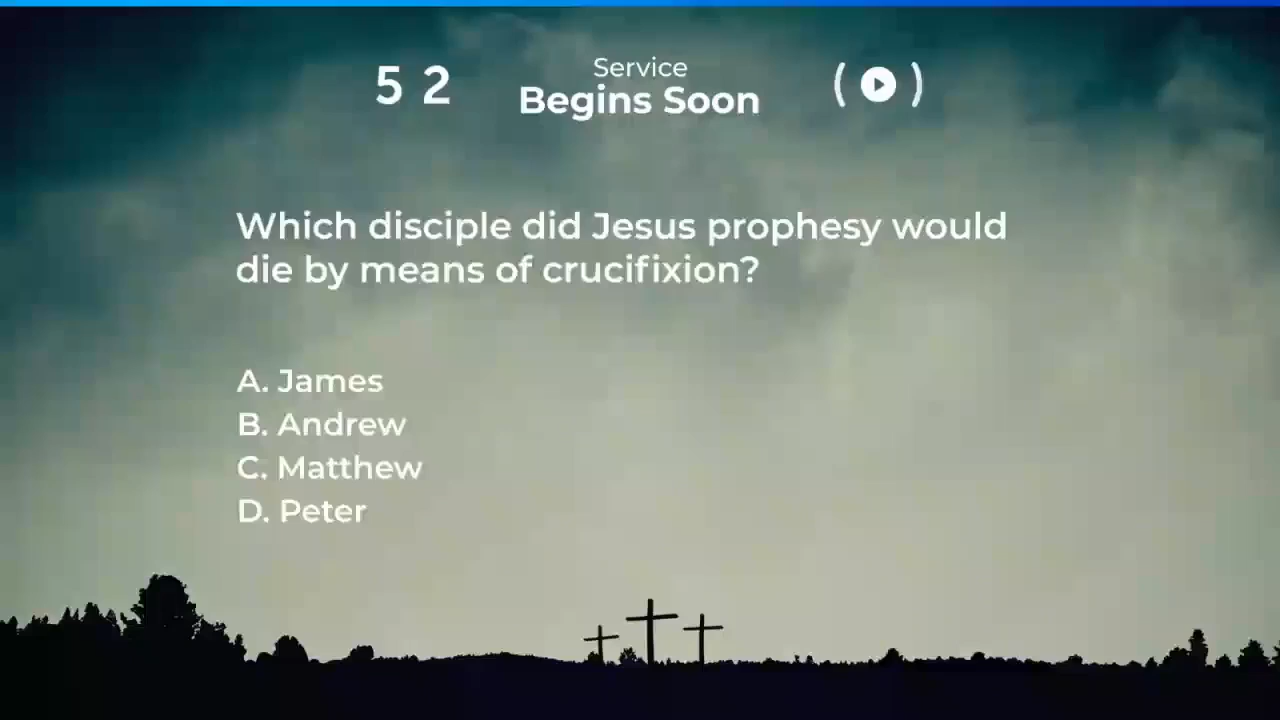 5 2
Service
Begins Soon
Which disciple did Jesus prophesy would
die by means of crucifixion?
A. James
B. Andrew
C. Matthew
D. Peter